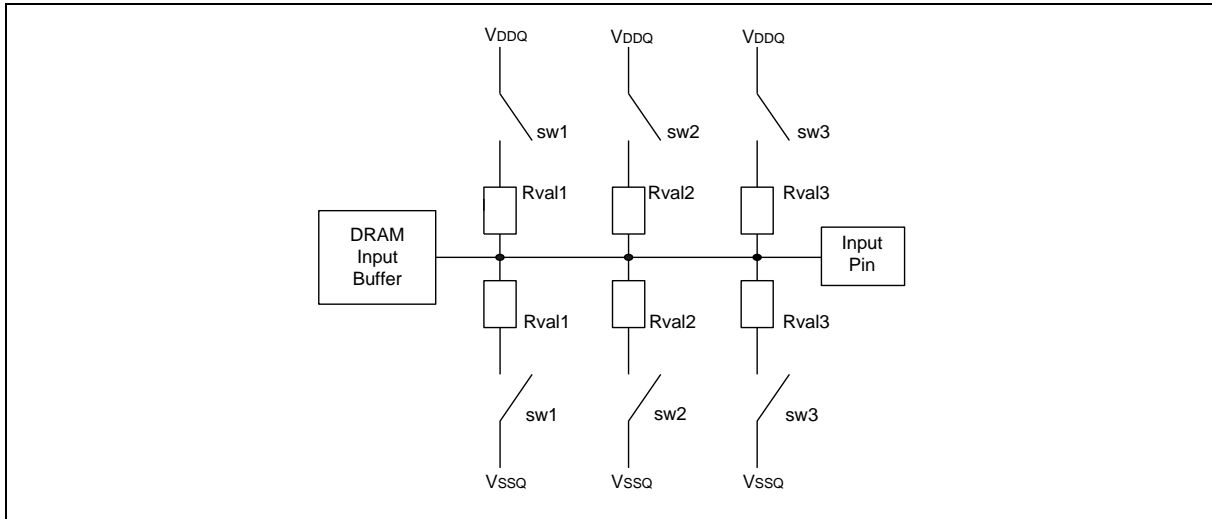 VDDQ VDDQ VDDQ
sw1 sw2 sw3
Rval1 Rval2 Rval3
DRAM
Input
Buffer
Input
Pin
Rval1 Rval2 Rval3
sw1 sw2 sw3
VSSQ VSSQ VSSQ